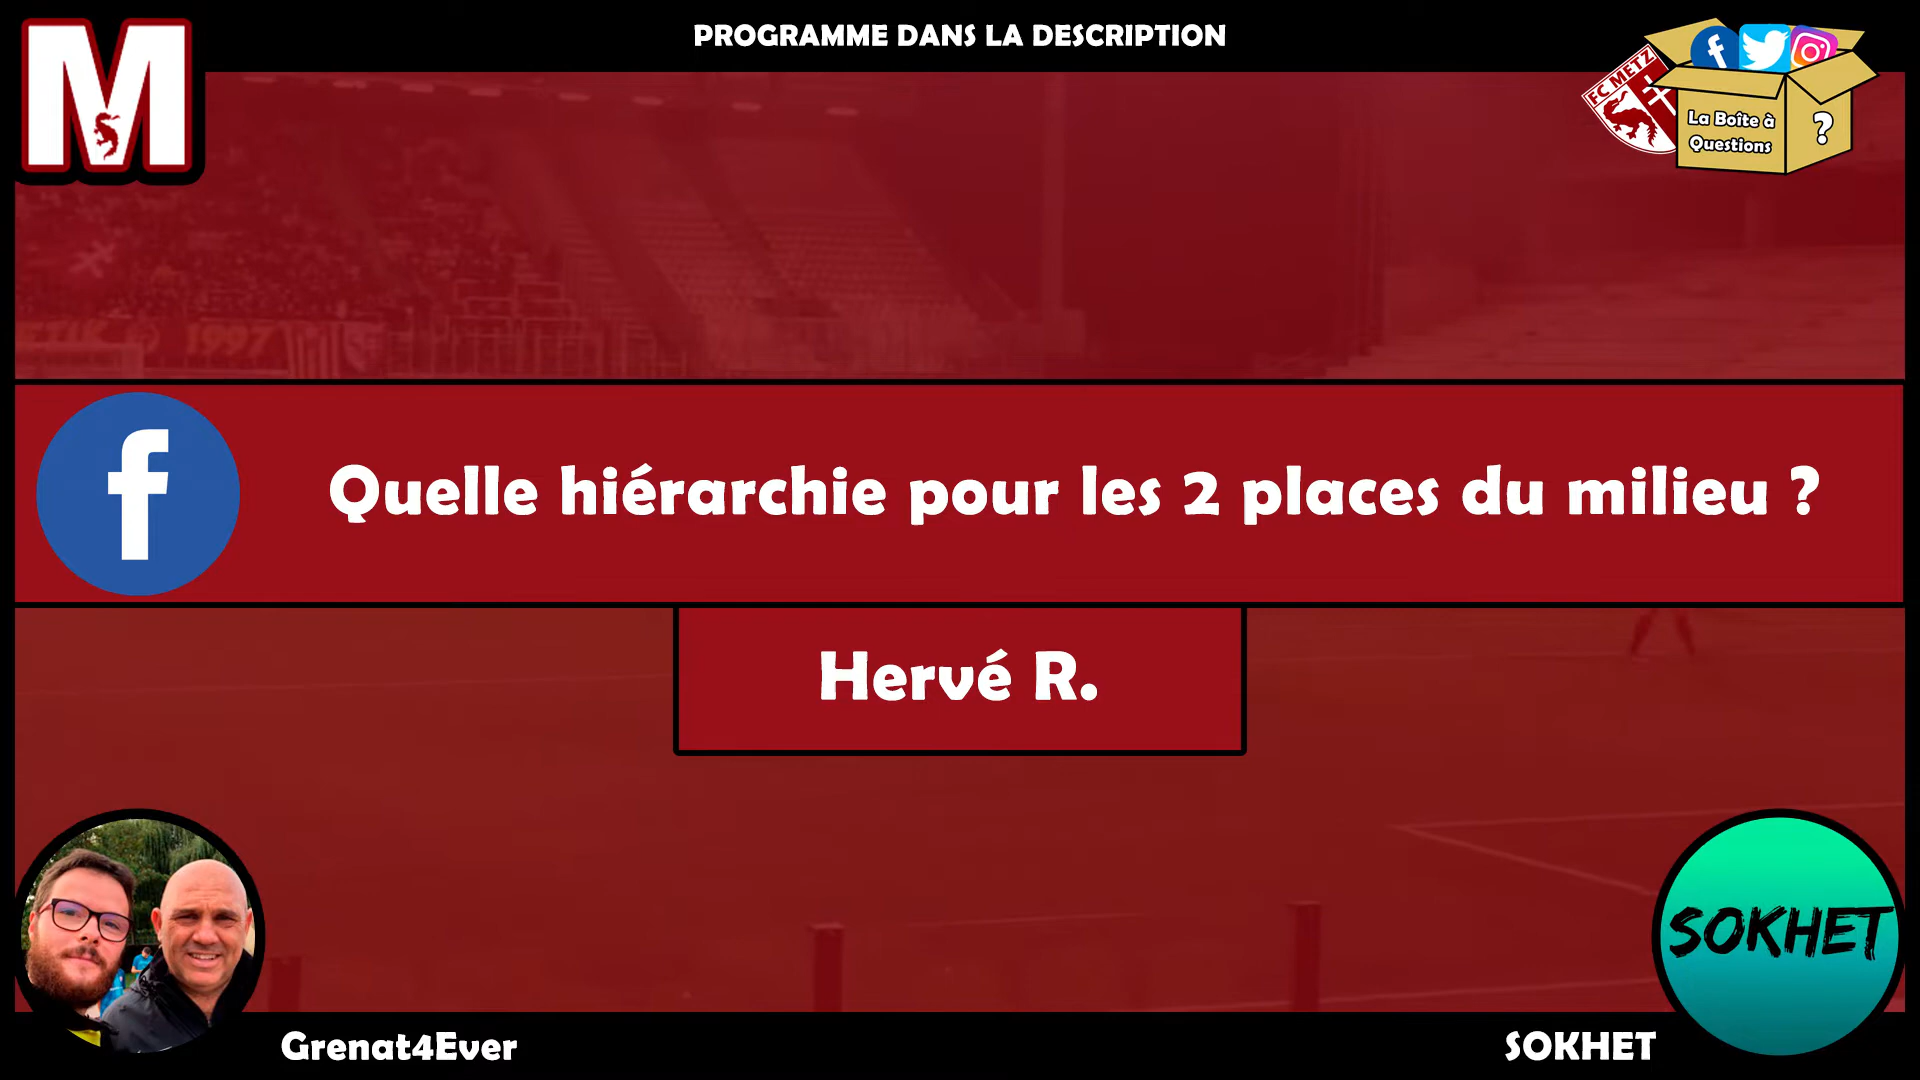 PROGRAMME DANS LA DESCRIPTION
M
FC METZ
La Boîte à
Questions
?
1997
f
Quelle hiérarchie pour les 2 places du milieu ?
Hervé R.
SOKHET
Grenat4Ever
SOKHET